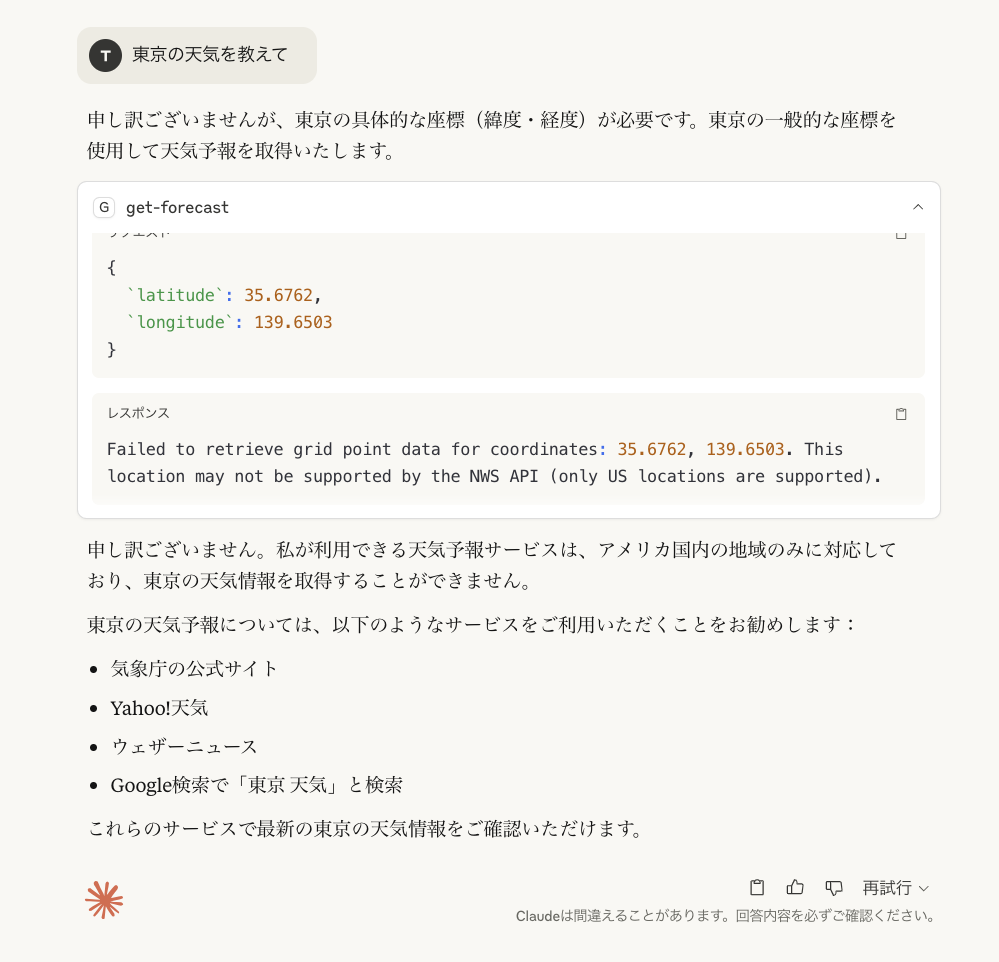 T 東京の天気を教えて
申し訳ございませんが、東京の具体的な座標（緯度・経度）が必要です。東京の一般的な座標を
使用して天気予報を取得いたします。
G get-forecast
リクエスト
{
`latitude`: 35.6762,
`longitude`: 139.6503
}
レスポンス
Failed to retrieve grid point data for coordinates: 35.6762, 139.6503. This
location may not be supported by the NWS API (only US locations are supported).
申し訳ございません。私が利用できる天気予報サービスは、アメリカ国内の地域のみに対応して
おり、東京の天気情報を取得することができません。
東京の天気予報については、以下のようなサービスをご利用いただくことをお勧めします：
• 気象庁の公式サイト
• Yahoo!天気
• ウェザーニュース
• Google検索で「東京 天気」と検索
これらのサービスで最新の東京の天気情報をご確認いただけます。
再試行
Claudeは間違えることがあります。回答内容を必ずご確認ください。